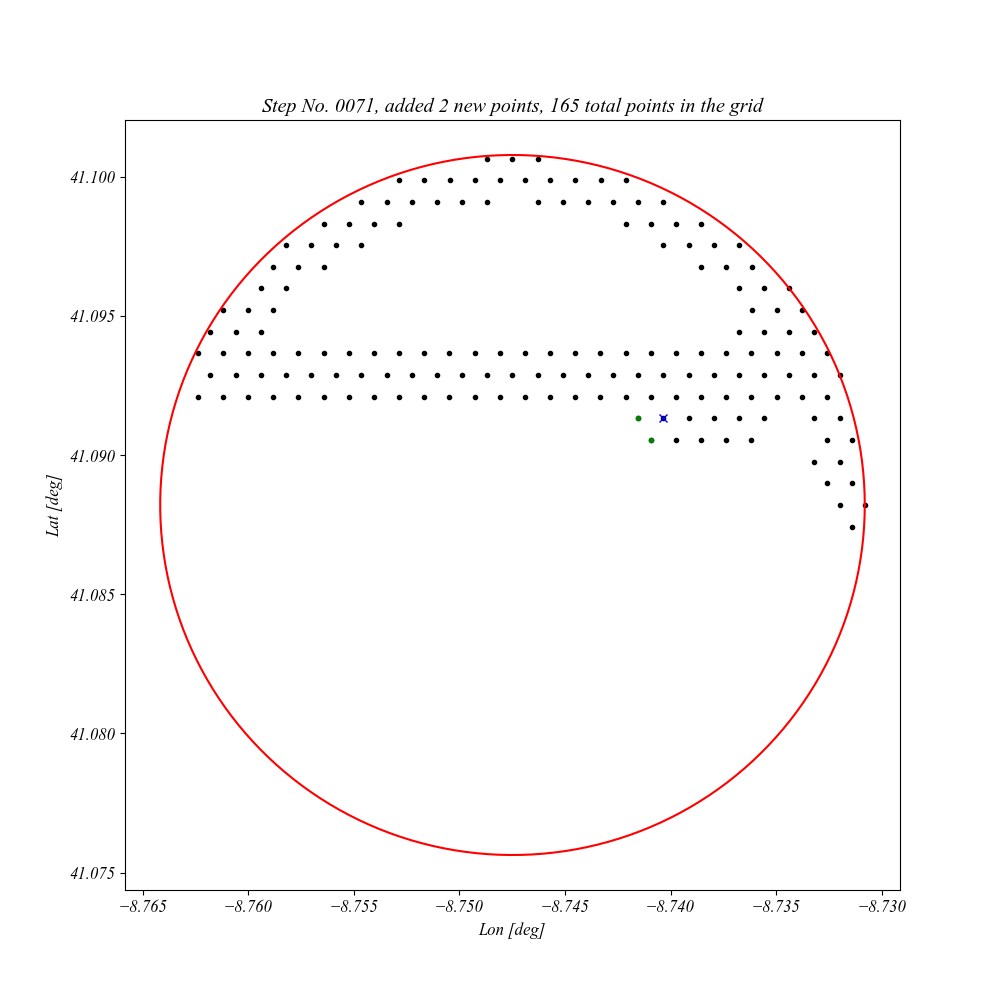 Step No. 0071, added 2 new points, 165 total points in the grid
41.100
41.095
41.090
41.085
41.080
41.075
Lat [deg]
−8.765 −8.760 −8.755 −8.750 −8.745 −8.740 −8.735 −8.730
Lon [deg]